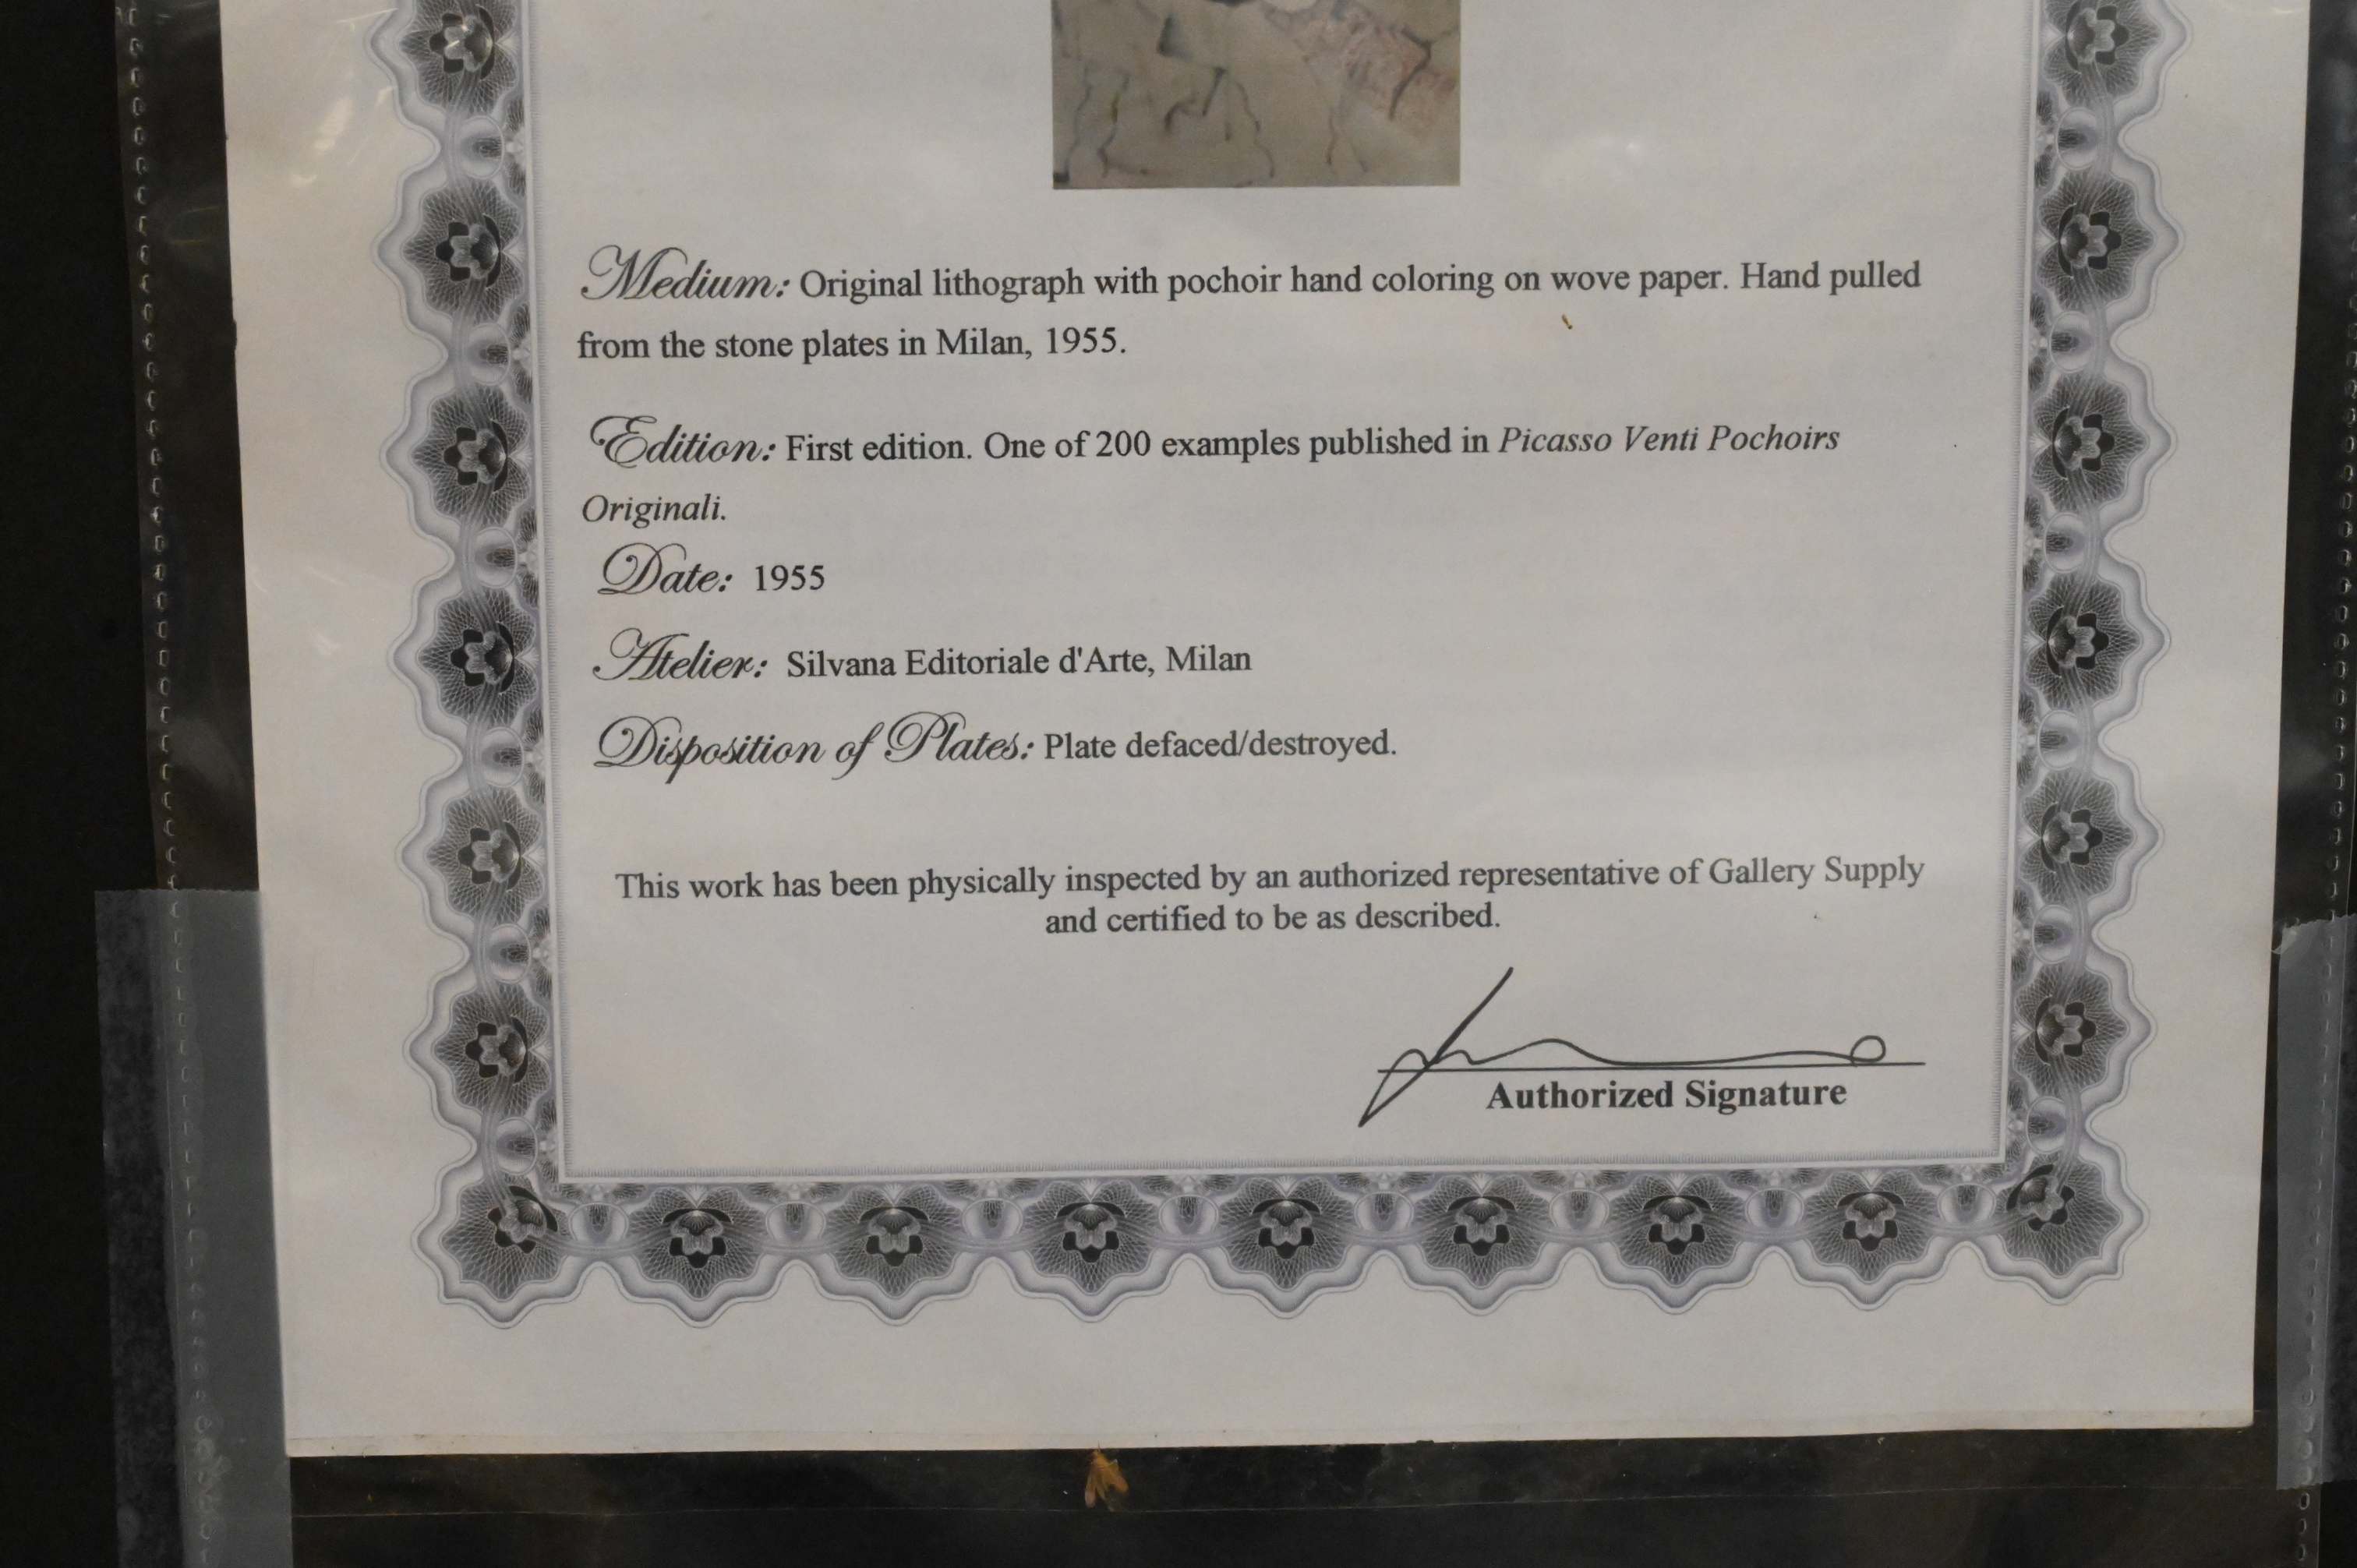 Medium: Original lithograph with pochoir hand coloring on wove paper. Hand pulled
from the stone plates in Milan, 1955.
Edition: First edition. One of 200 examples published in Picasso Venti Pochoirs
Originali.
Date: 1955
Atelier: Silvana Editoriale d'Arte, Milan
Disposition of Plates: Plate defaced/destroyed.
This work has been physically inspected by an authorized representative of Gallery Supply
and certified to be as described.
Authorized Signature